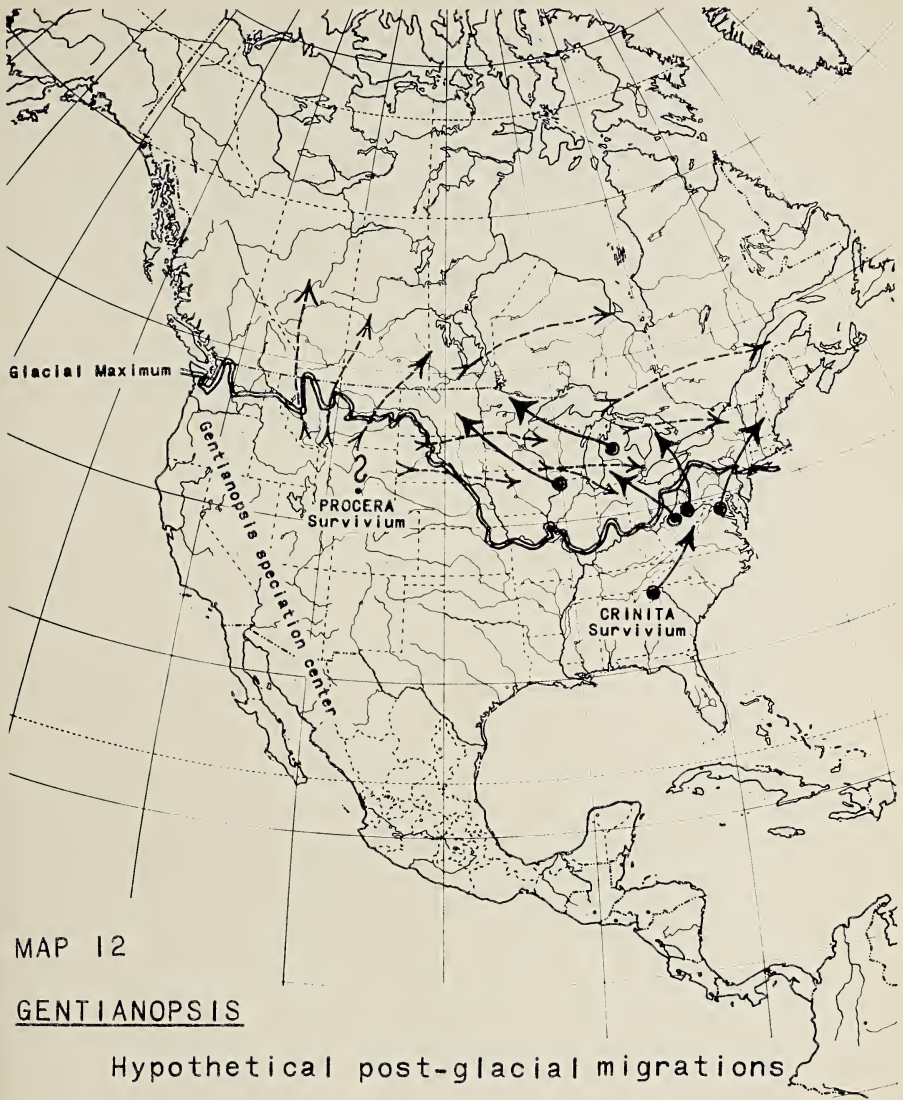 Glacial Maximum
Gentianopsis speciation center
?
PROCERA
Survivium
CRINITA
Survivium
MAP 12
GENTIANOPSIS
Hypothetical post-glacial migrations